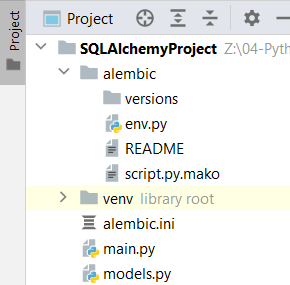 Project
Project
SQLAlchemyProject Z:\04-Pyth
alembic
versions
env.py
README
script.py.mako
venv library root
alembic.ini
main.py
models.py